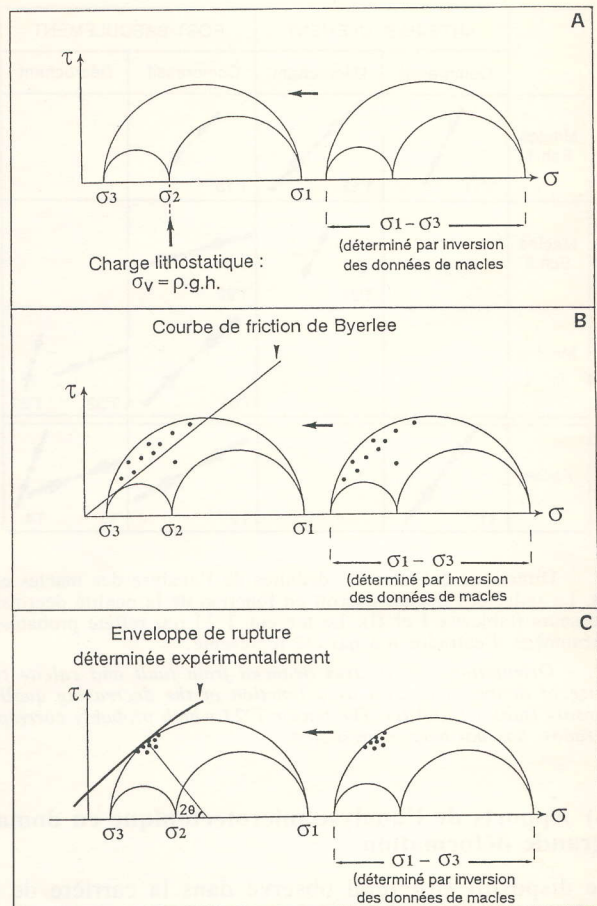 A
τ
σ3
σ2
σ1
σ
σ1 – σ3
(déterminé par inversion
des données de macles
Charge lithostatique :
σv = ρ.g.h.
B
Courbe de friction de Byerlee
τ
σ3
σ2
σ1
σ
σ1 – σ3
(déterminé par inversion
des données de macles
C
Enveloppe de rupture
déterminée expérimentalement
τ
2θ
σ3
σ2
σ1
σ
σ1 – σ3
(déterminé par inversion
des données de macles